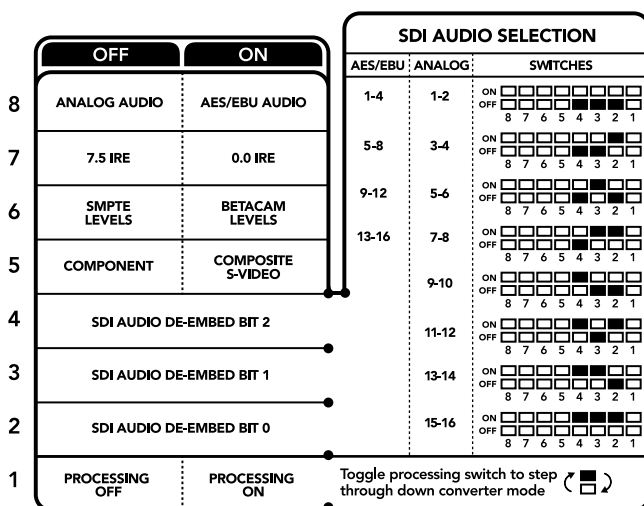 OFF ON
8 ANALOG AUDIO AES/EBU AUDIO
7 7.5 IRE 0.0 IRE
6 SMPTE LEVELS BETACAM LEVELS
5 COMPONENT COMPOSITE S-VIDEO
4 SDI AUDIO DE-EMBED BIT 2
3 SDI AUDIO DE-EMBED BIT 1
2 SDI AUDIO DE-EMBED BIT 0
1 PROCESSING OFF PROCESSING ON
SDI AUDIO SELECTION
AES/EBU ANALOG SWITCHES
1-4 1-2 ON
OFF
8 7 6 5 4 3 2 1
5-8 3-4 ON
OFF
8 7 6 5 4 3 2 1
9-12 5-6 ON
OFF
8 7 6 5 4 3 2 1
13-16 7-8 ON
OFF
8 7 6 5 4 3 2 1
9-10 ON
OFF
8 7 6 5 4 3 2 1
11-12 ON
OFF
8 7 6 5 4 3 2 1
13-14 ON
OFF
8 7 6 5 4 3 2 1
15-16 ON
OFF
8 7 6 5 4 3 2 1
Toggle processing switch to step
through down converter mode